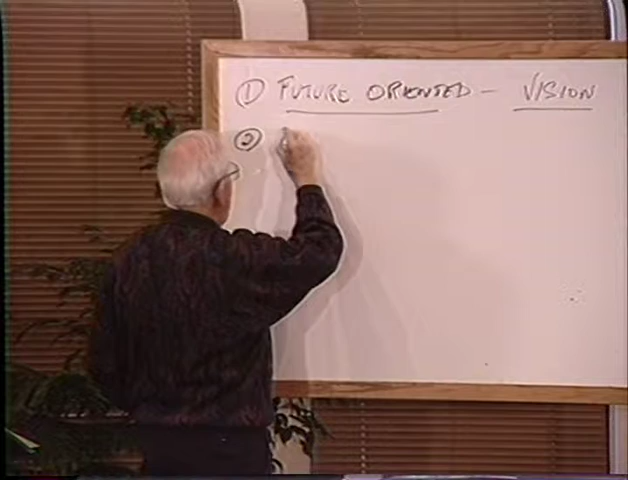 ① FUTURE ORIENTED - VISION
②